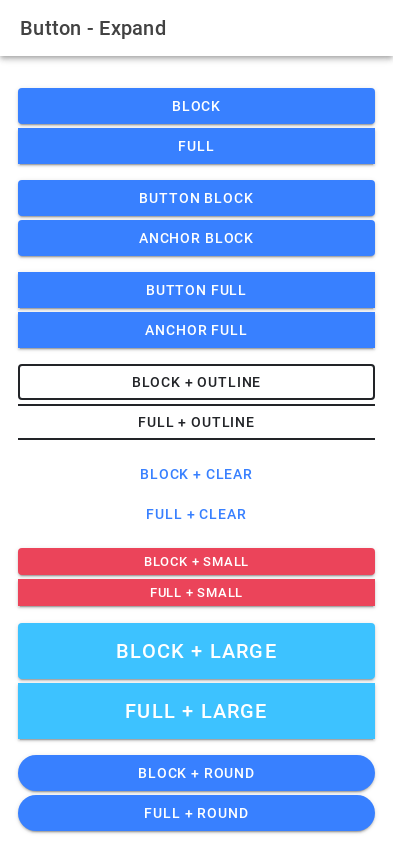 Button - Expand
BLOCK
FULL
BUTTON BLOCK
ANCHOR BLOCK
BUTTON FULL
ANCHOR FULL
BLOCK + OUTLINE
FULL + OUTLINE
BLOCK + CLEAR
FULL + CLEAR
BLOCK + SMALL
FULL + SMALL
BLOCK + LARGE
FULL + LARGE
BLOCK + ROUND
FULL + ROUND